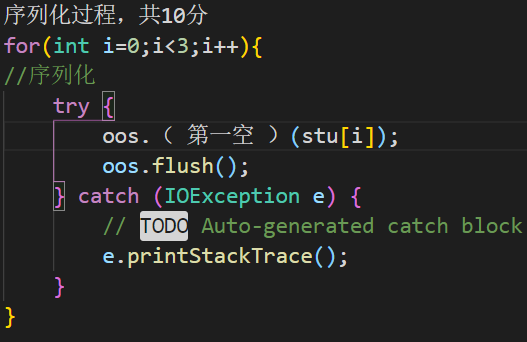 序列化过程，共10分
for(int i=0;i<3;i++){
//序列化
try {
oos.（ 第一空 ）(stu[i]);
oos.flush();
} catch (IOException e) {
// TODO Auto-generated catch block
e.printStackTrace();
}
}